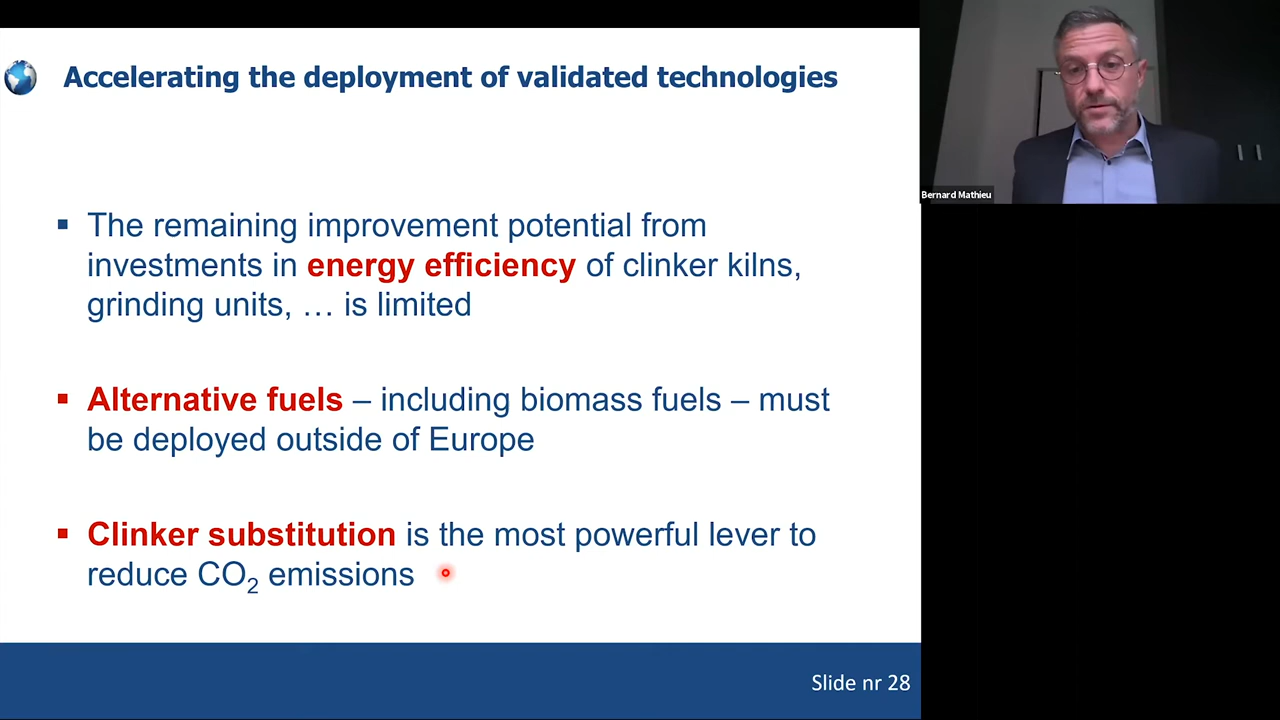 Accelerating the deployment of validated technologies
Bernard Mathieu
▪ The remaining improvement potential from
investments in energy efficiency of clinker kilns,
grinding units, … is limited
▪ Alternative fuels – including biomass fuels – must
be deployed outside of Europe
▪ Clinker substitution is the most powerful lever to
reduce CO₂ emissions
Slide nr 28